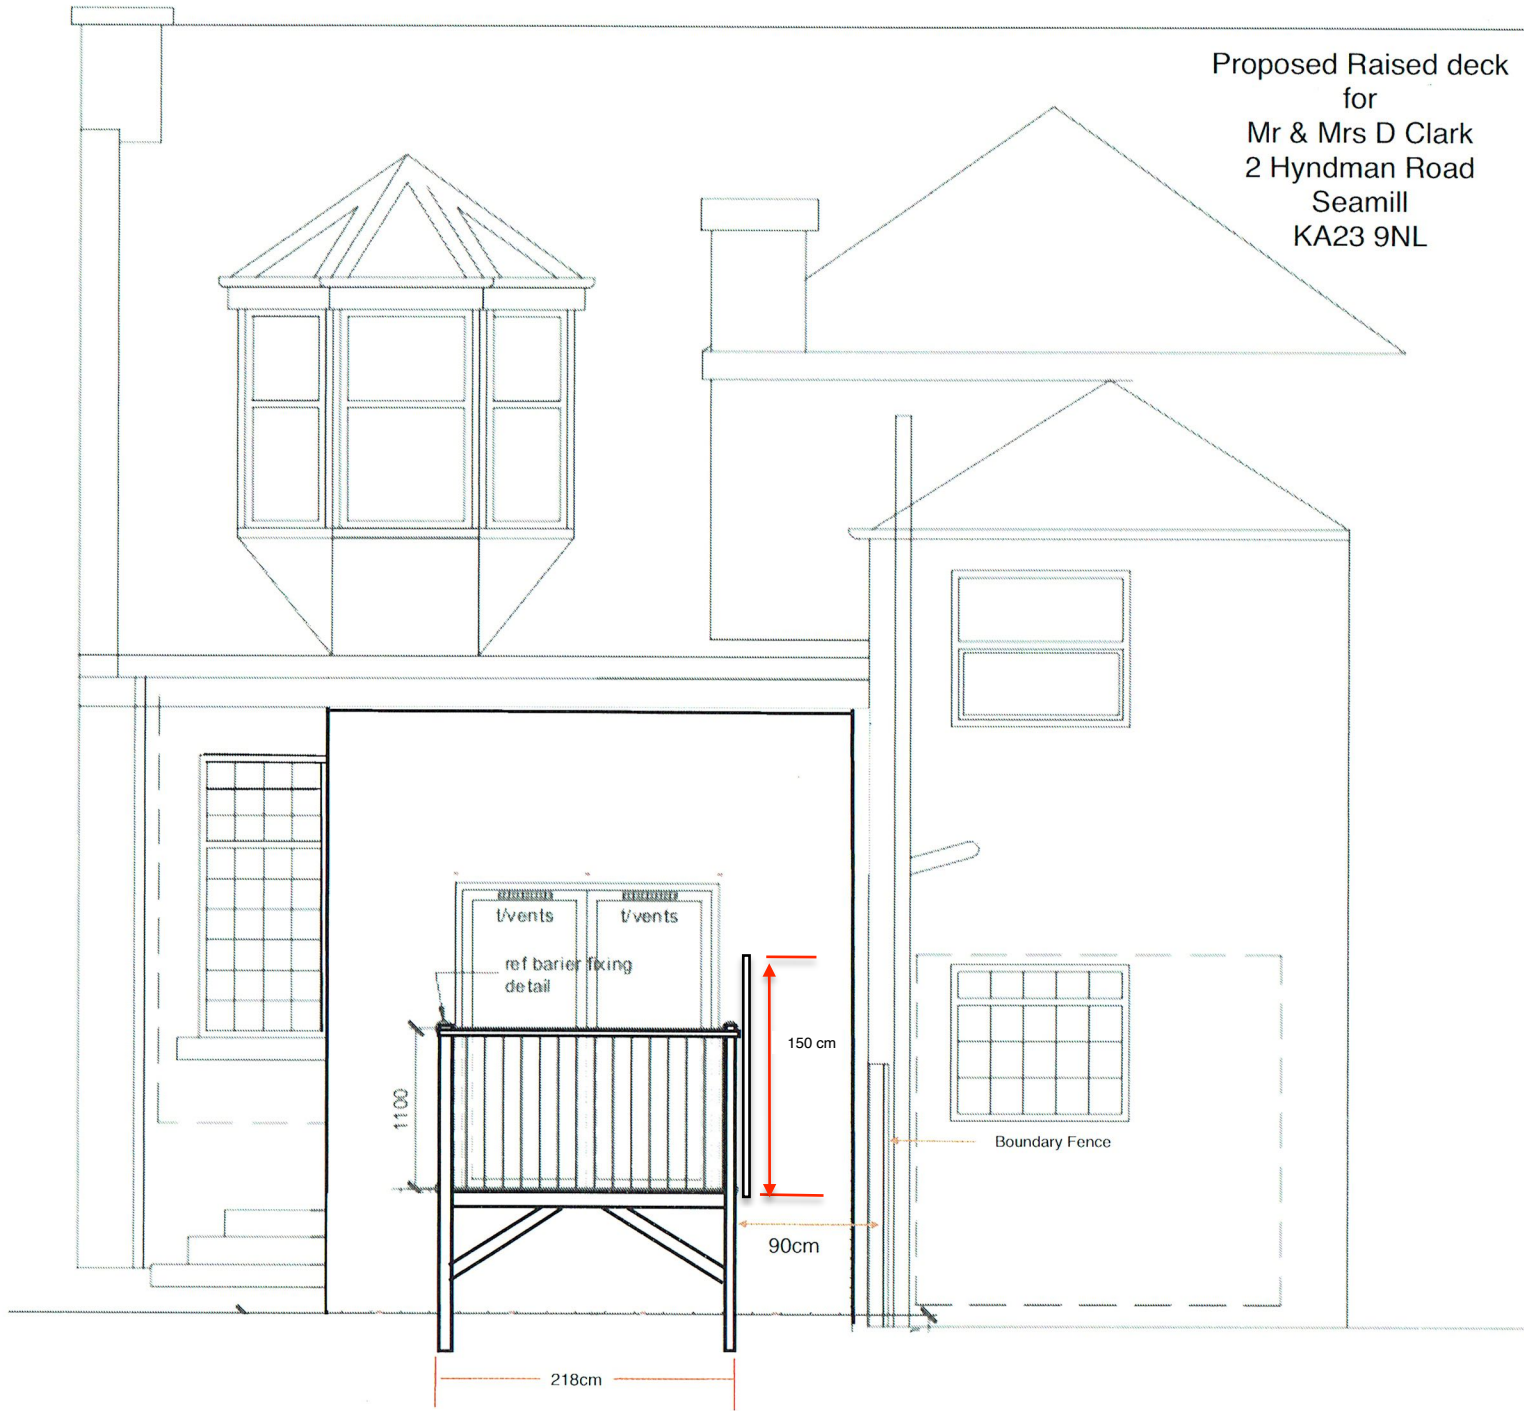 Proposed Raised deck
for
Mr & Mrs D Clark
2 Hyndman Road
Seamill
KA23 9NL
t/vents
t/vents
ref barier fixing
detail
150 cm
1100
Boundary Fence
90cm
218cm